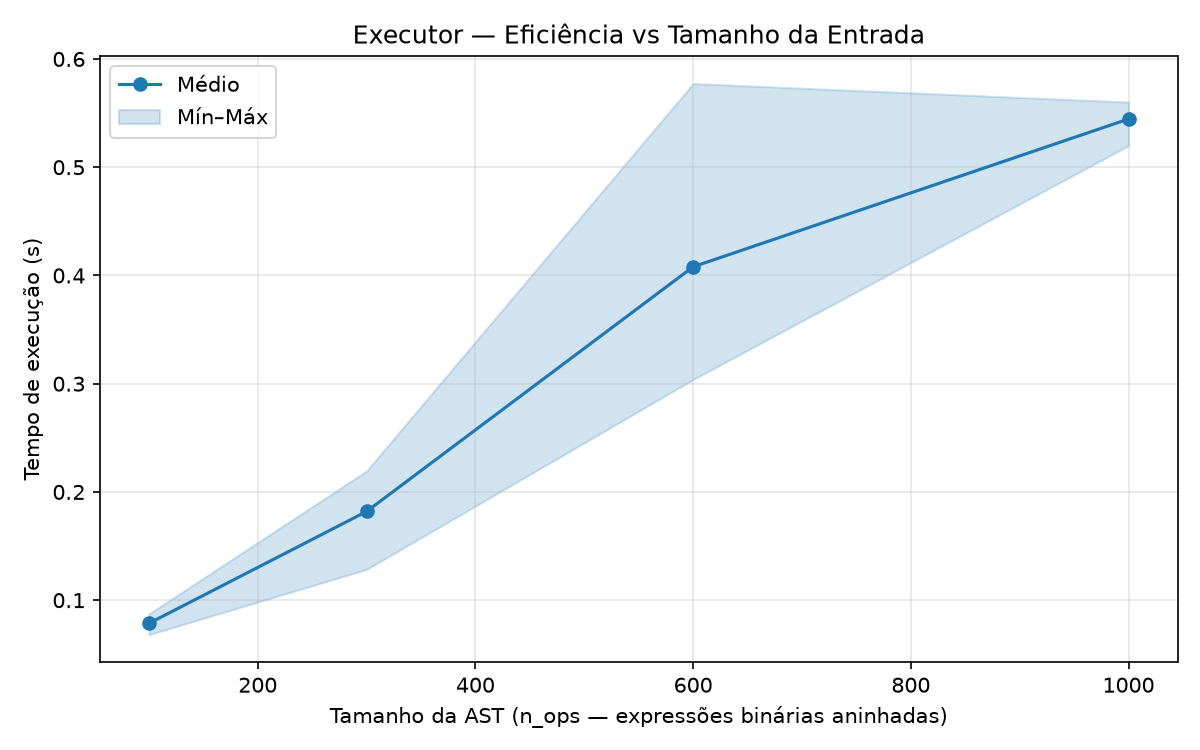 Executor — Eficiência vs Tamanho da Entrada
Médio
Mín–Máx
Tempo de execução (s)
0.6
0.5
0.4
0.3
0.2
0.1
200 400 600 800 1000
Tamanho da AST (n_ops — expressões binárias aninhadas)